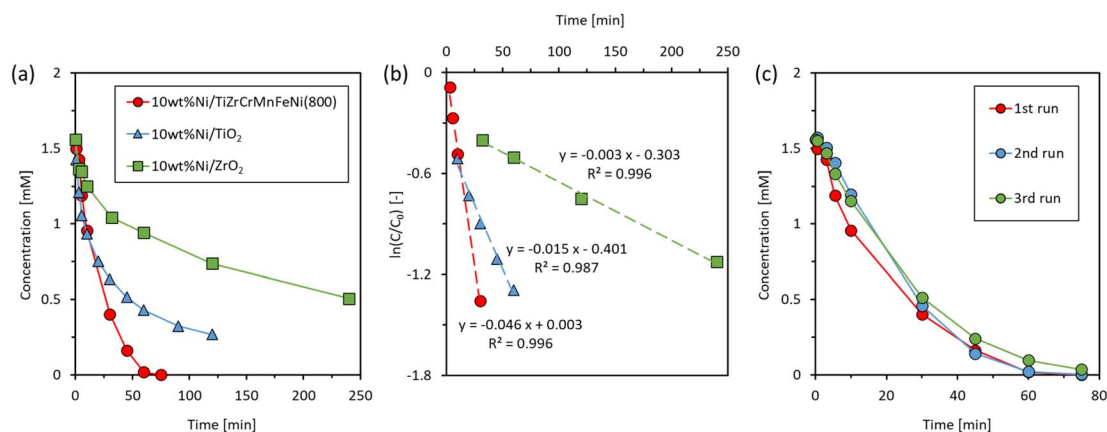 (a)
2
1.5
1
0.5
0
Concentration [mM]
10wt%Ni/TiZrCrMnFeNi(800)
10wt%Ni/TiO₂
10wt%Ni/ZrO₂
0 50 100 150 200 250
Time [min]
Time [min]
0 50 100 150 200 250
(b)
0
-0.6
-1.2
-1.8
ln(C/C₀) [-]
y = -0.003 x - 0.303
R² = 0.996
y = -0.015 x - 0.401
R² = 0.987
y = -0.046 x + 0.003
R² = 0.996
(c)
2
1.5
1
0.5
0
Concentration [mM]
1st run
2nd run
3rd run
0 20 40 60 80
Time [min]